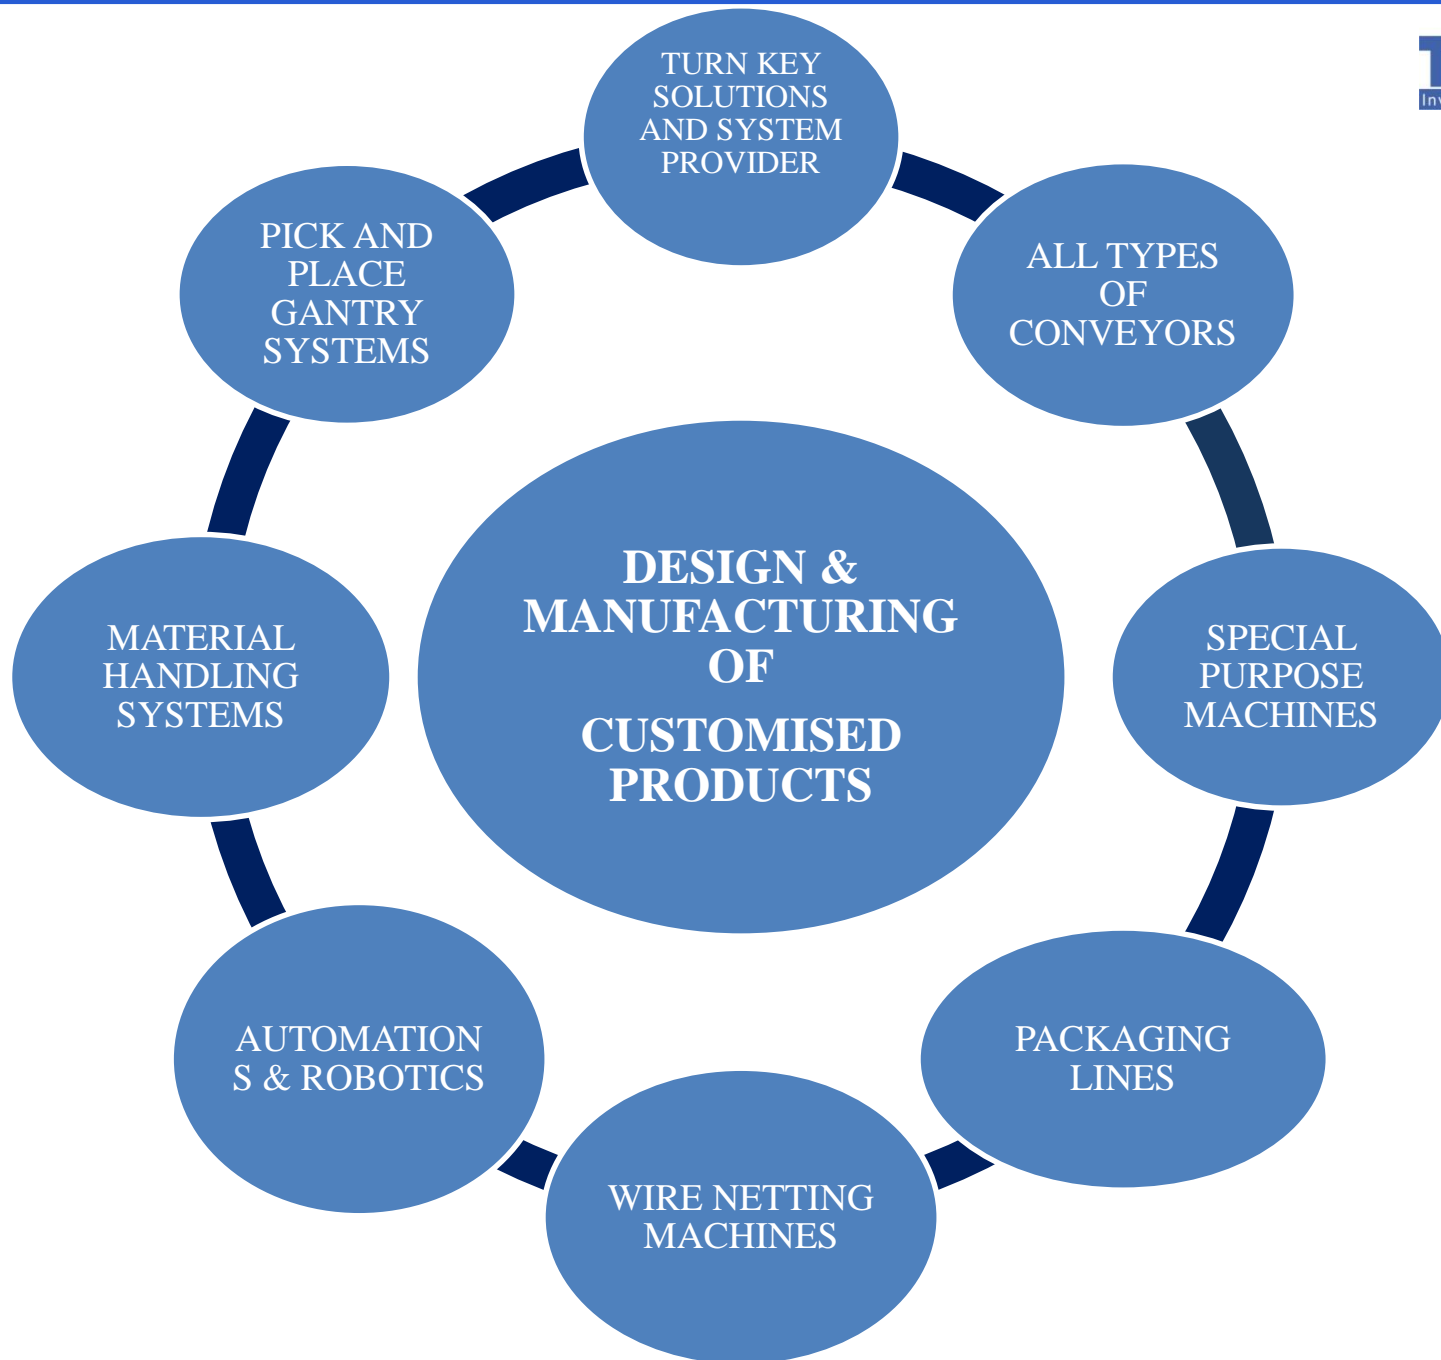 TURN KEY
SOLUTIONS
AND SYSTEM
PROVIDER
ALL TYPES
OF
CONVEYORS
SPECIAL
PURPOSE
MACHINES
PACKAGING
LINES
WIRE NETTING
MACHINES
AUTOMATION
S & ROBOTICS
MATERIAL
HANDLING
SYSTEMS
PICK AND
PLACE
GANTRY
SYSTEMS
DESIGN &
MANUFACTURING
OF
CUSTOMISED
PRODUCTS